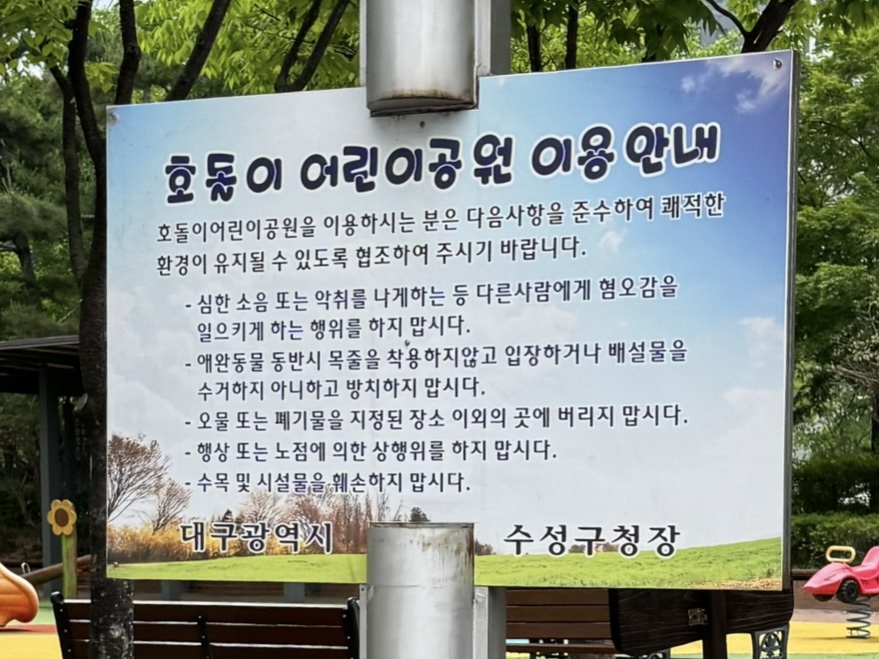 호돌이 어린이공원 이용안내
호돌이어린이공원을 이용하시는 분은 다음사항을 준수하여 쾌적한
환경이 유지될 수 있도록 협조하여 주시기 바랍니다.
- 심한 소음 또는 악취를 나게하는 등 다른사람에게 혐오감을
일으키게 하는 행위를 하지 맙시다.
- 애완동물 동반시 목줄을 착용하지않고 입장하거나 배설물을
수거하지 아니하고 방치하지 맙시다.
- 오물 또는 폐기물을 지정된 장소 이외의 곳에 버리지 맙시다.
- 행상 또는 노점에 의한 상행위를 하지 맙시다.
- 수목 및 시설물을 훼손하지 맙시다.
대구광역시 수성구청장